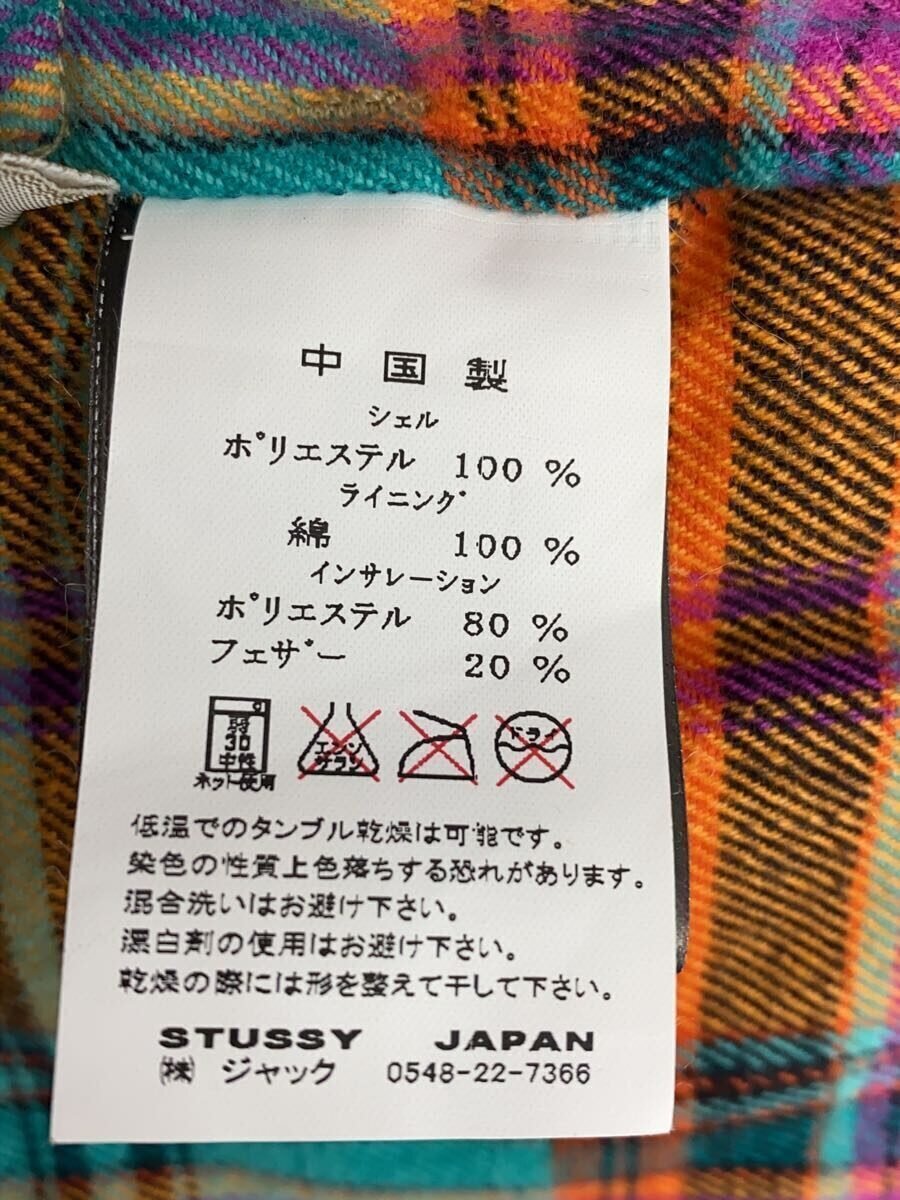 中国製
シェル
ポリエステル 100 %
ライニング
綿 100 %
インサレーション
ポリエステル 80 %
フェザー 20 %
弱
30
中性
ネット使用
エンソ
サラシ
ドライ
低温でのタンブル乾燥は可能です。
染色の性質上色落ちする恐れがあります。
混合洗いはお避け下さい。
漂白剤の使用はお避け下さい。
乾燥の際には形を整えて干して下さい。
STUSSY JAPAN
㈱ ジャック 0548-22-7366